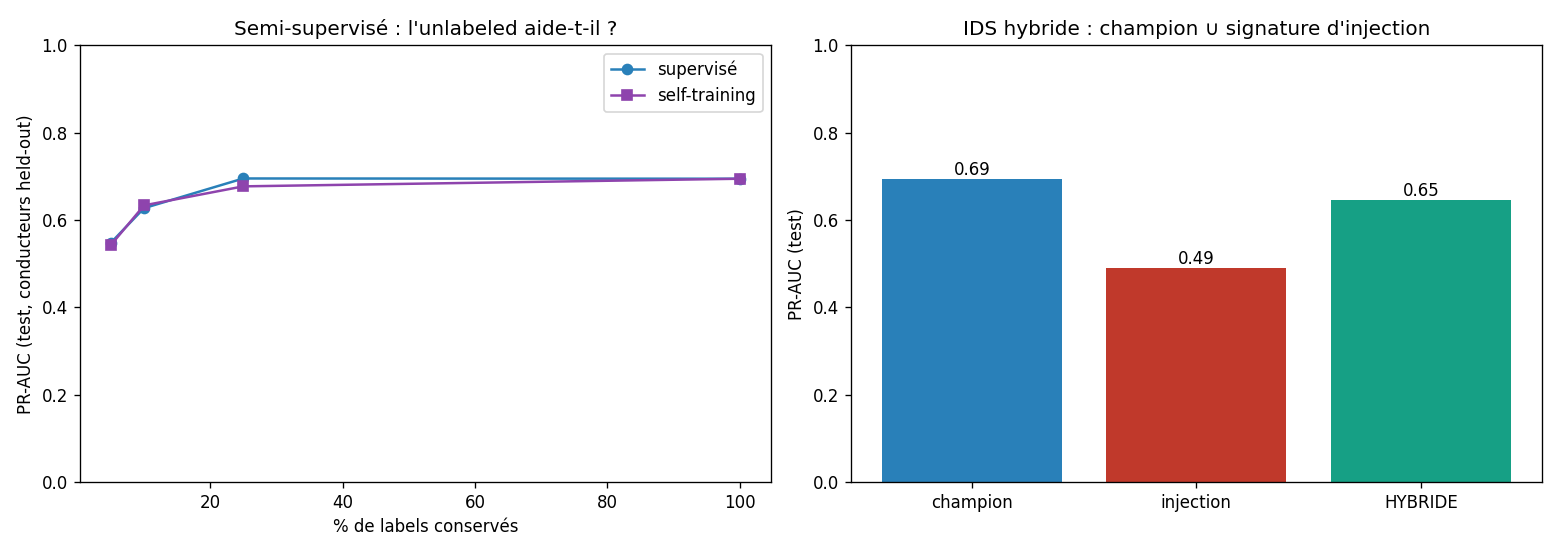 Semi-supervisé : l'unlabeled aide-t-il ?
PR-AUC (test, conducteurs held-out)
1.0
0.8
0.6
0.4
0.2
0.0
supervisé
self-training
20
40
60
80
100
% de labels conservés
IDS hybride : champion ∪ signature d'injection
PR-AUC (test)
1.0
0.8
0.6
0.4
0.2
0.0
0.69
0.49
0.65
champion
injection
HYBRIDE